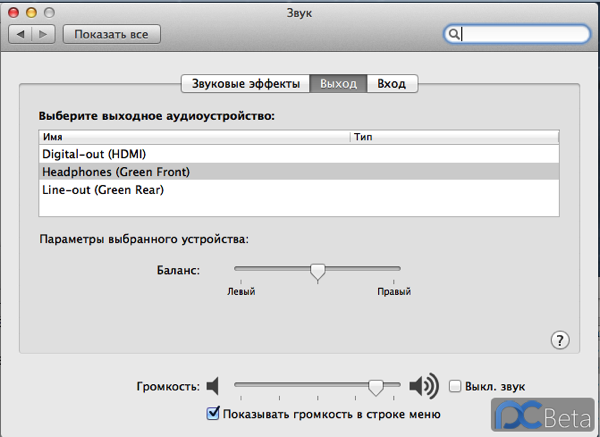 Звук
Показать все
Звуковые эффекты Выход Вход
Выберите выходное аудиоустройство:
Имя Тип
Digital-out (HDMI)
Headphones (Green Front)
Line-out (Green Rear)
Параметры выбранного устройства:
Баланс:
Левый Правый
?
Громкость: Выкл. звук
Показывать громкость в строке меню
PCBeta